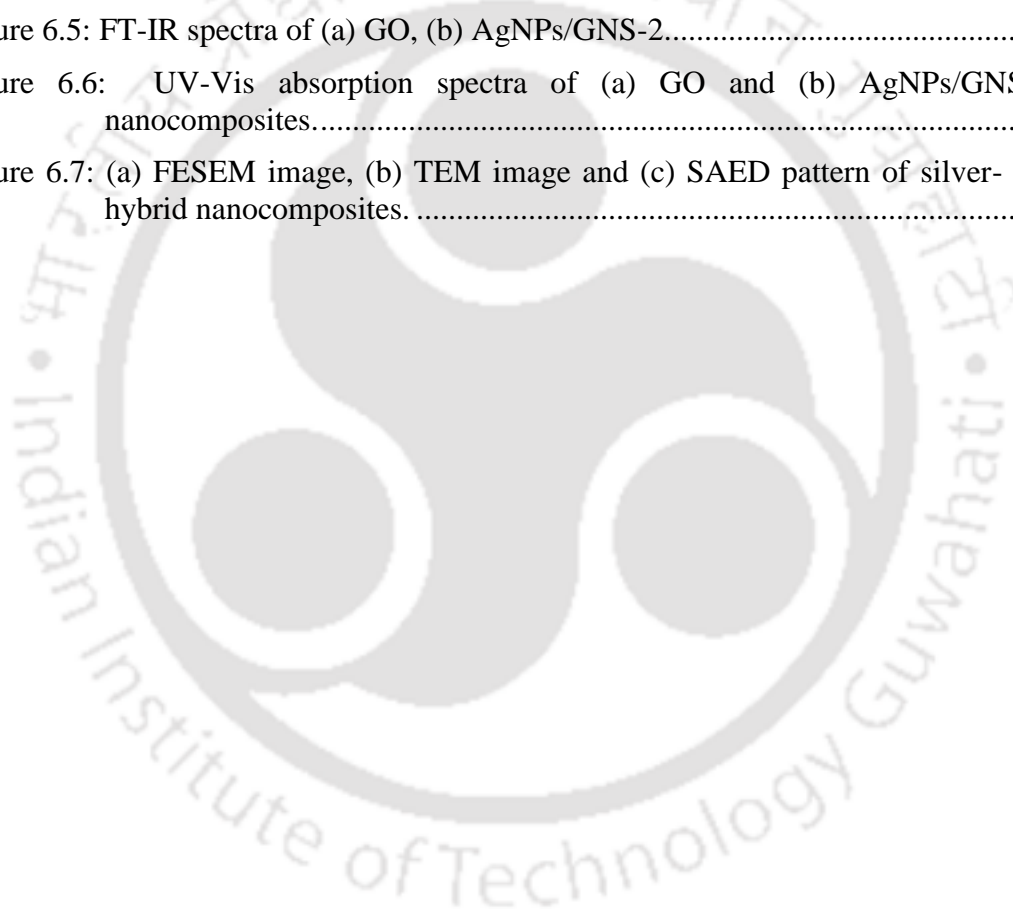 ure 6.5: FT-IR spectra of (a) GO, (b) AgNPs/GNS-2.....................................
ure 6.6: UV-Vis absorption spectra of (a) GO and (b) AgNPs/GNS
nanocomposites...............................................................................................
ure 6.7: (a) FESEM image, (b) TEM image and (c) SAED pattern of silver-
hybrid nanocomposites. ................................................................................
Indian Institute of Technology Guwahati